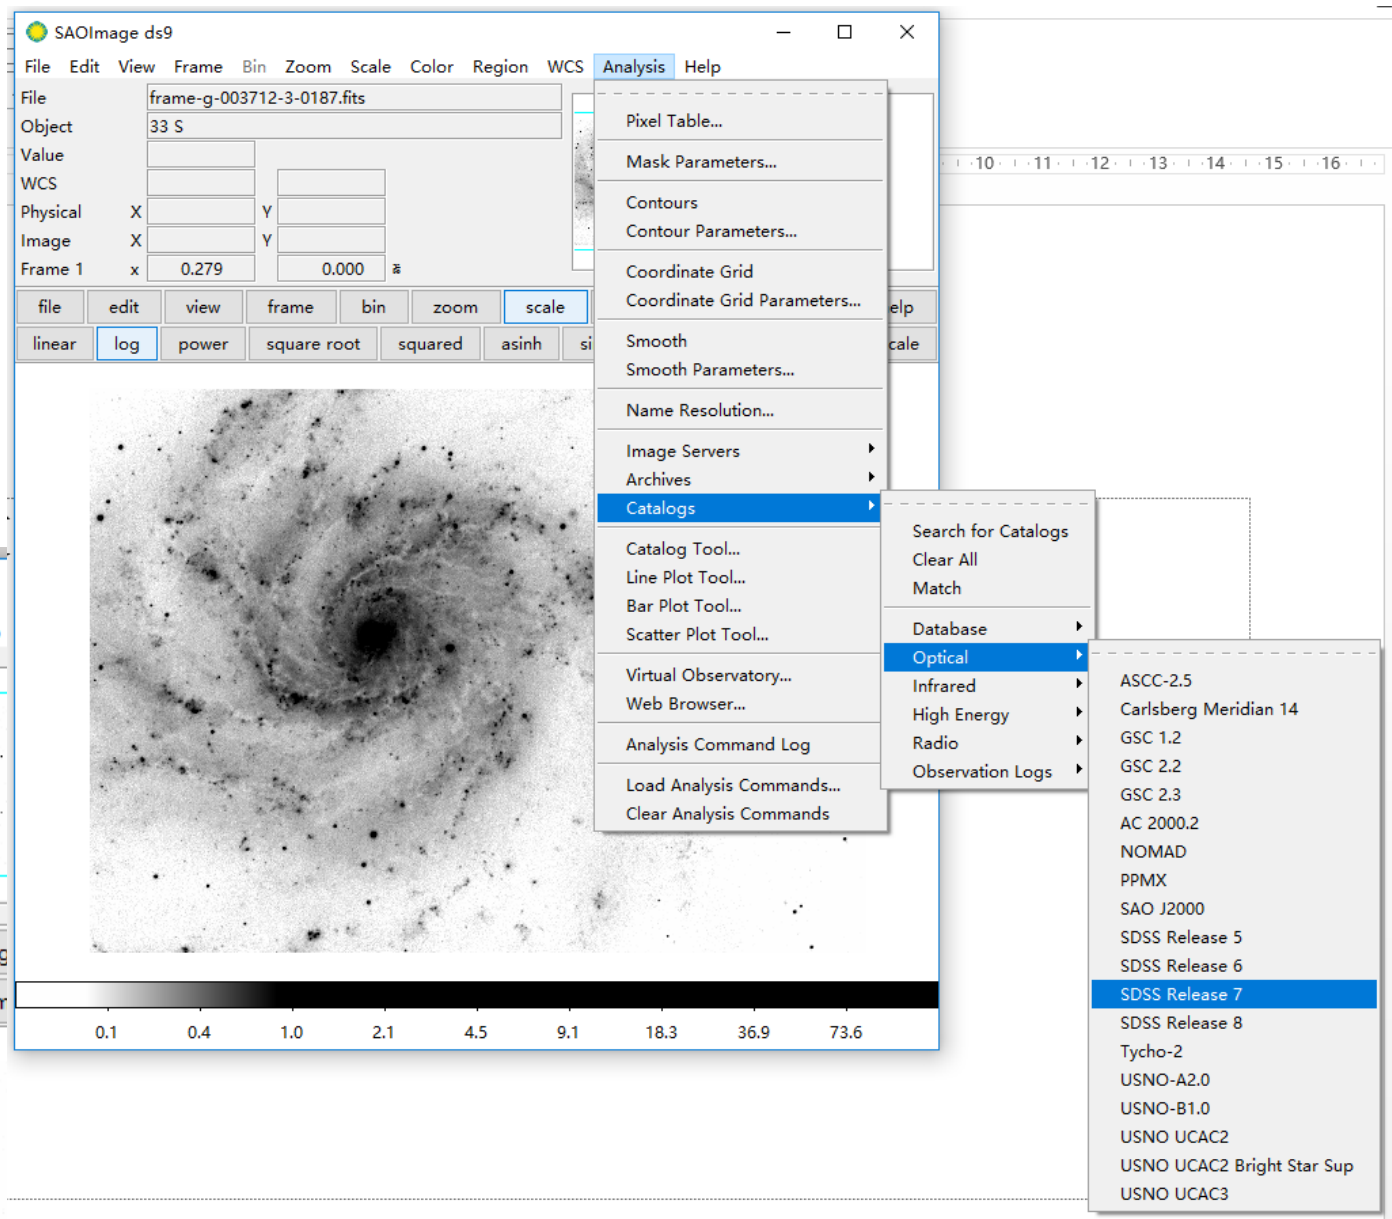 SAOImage ds9
File Edit View Frame Bin Zoom Scale Color Region WCS Analysis Help
File frame-g-003712-3-0187.fits
Object 33 S
Value
WCS
Physical X Y
Image X Y
Frame 1 x 0.279 0.000
file edit view frame bin zoom scale elp
linear log power square root squared asinh si cale
Pixel Table...
Mask Parameters...
Contours
Contour Parameters...
Coordinate Grid
Coordinate Grid Parameters...
Smooth
Smooth Parameters...
Name Resolution...
Image Servers
Archives
Catalogs
Catalog Tool...
Line Plot Tool...
Bar Plot Tool...
Scatter Plot Tool...
Virtual Observatory...
Web Browser...
Analysis Command Log
Load Analysis Commands...
Clear Analysis Commands
Search for Catalogs
Clear All
Match
Database
Optical
Infrared
High Energy
Radio
Observation Logs
ASCC-2.5
Carlsberg Meridian 14
GSC 1.2
GSC 2.2
GSC 2.3
AC 2000.2
NOMAD
PPMX
SAO J2000
SDSS Release 5
SDSS Release 6
SDSS Release 7
SDSS Release 8
Tycho-2
USNO-A2.0
USNO-B1.0
USNO UCAC2
USNO UCAC2 Bright Star Sup
USNO UCAC3
0.1 0.4 1.0 2.1 4.5 9.1 18.3 36.9 73.6
10 11 12 13 14 15 16